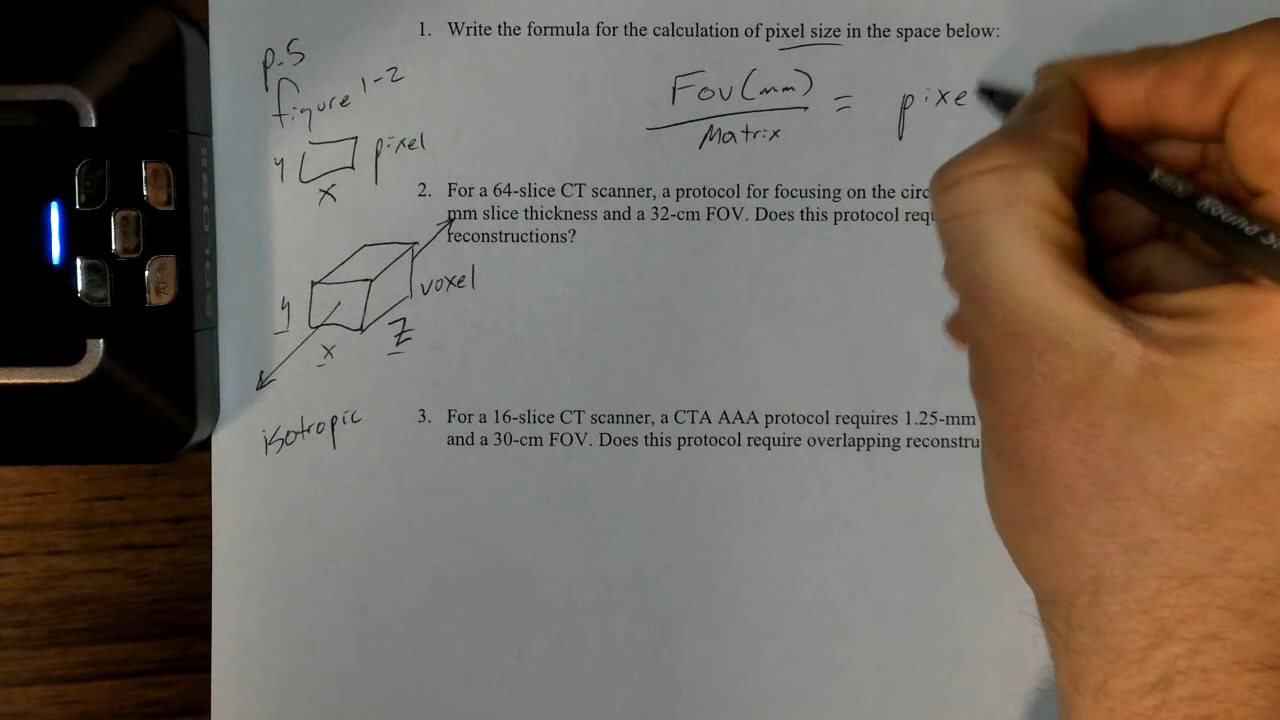 p.5
figure 1-2
y pixel
x
y voxel
x z
isotropic
1. Write the formula for the calculation of pixel size in the space below:
Fov(mm) = pixe
Matrix
2. For a 64-slice CT scanner, a protocol for focusing on the
mm slice thickness and a 32-cm FOV. Does this protocol
reconstructions?
3. For a 16-slice CT scanner, a CTA AAA protocol requires 1.25-mm
and a 30-cm FOV. Does this protocol require overlapping